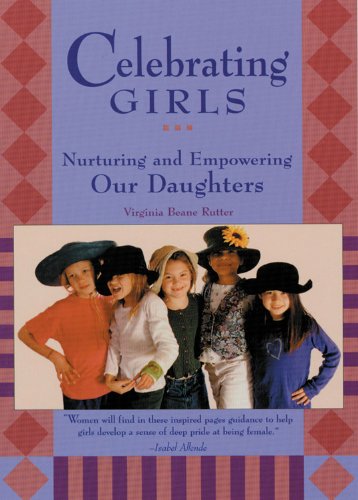 Celebrating
GIRLS
Nurturing and Empowering
Our Daughters
Virginia Beane Rutter
"Women will find in these inspired pages guidance to help
girls develop a sense of deep pride at being female."
–Isabel Allende